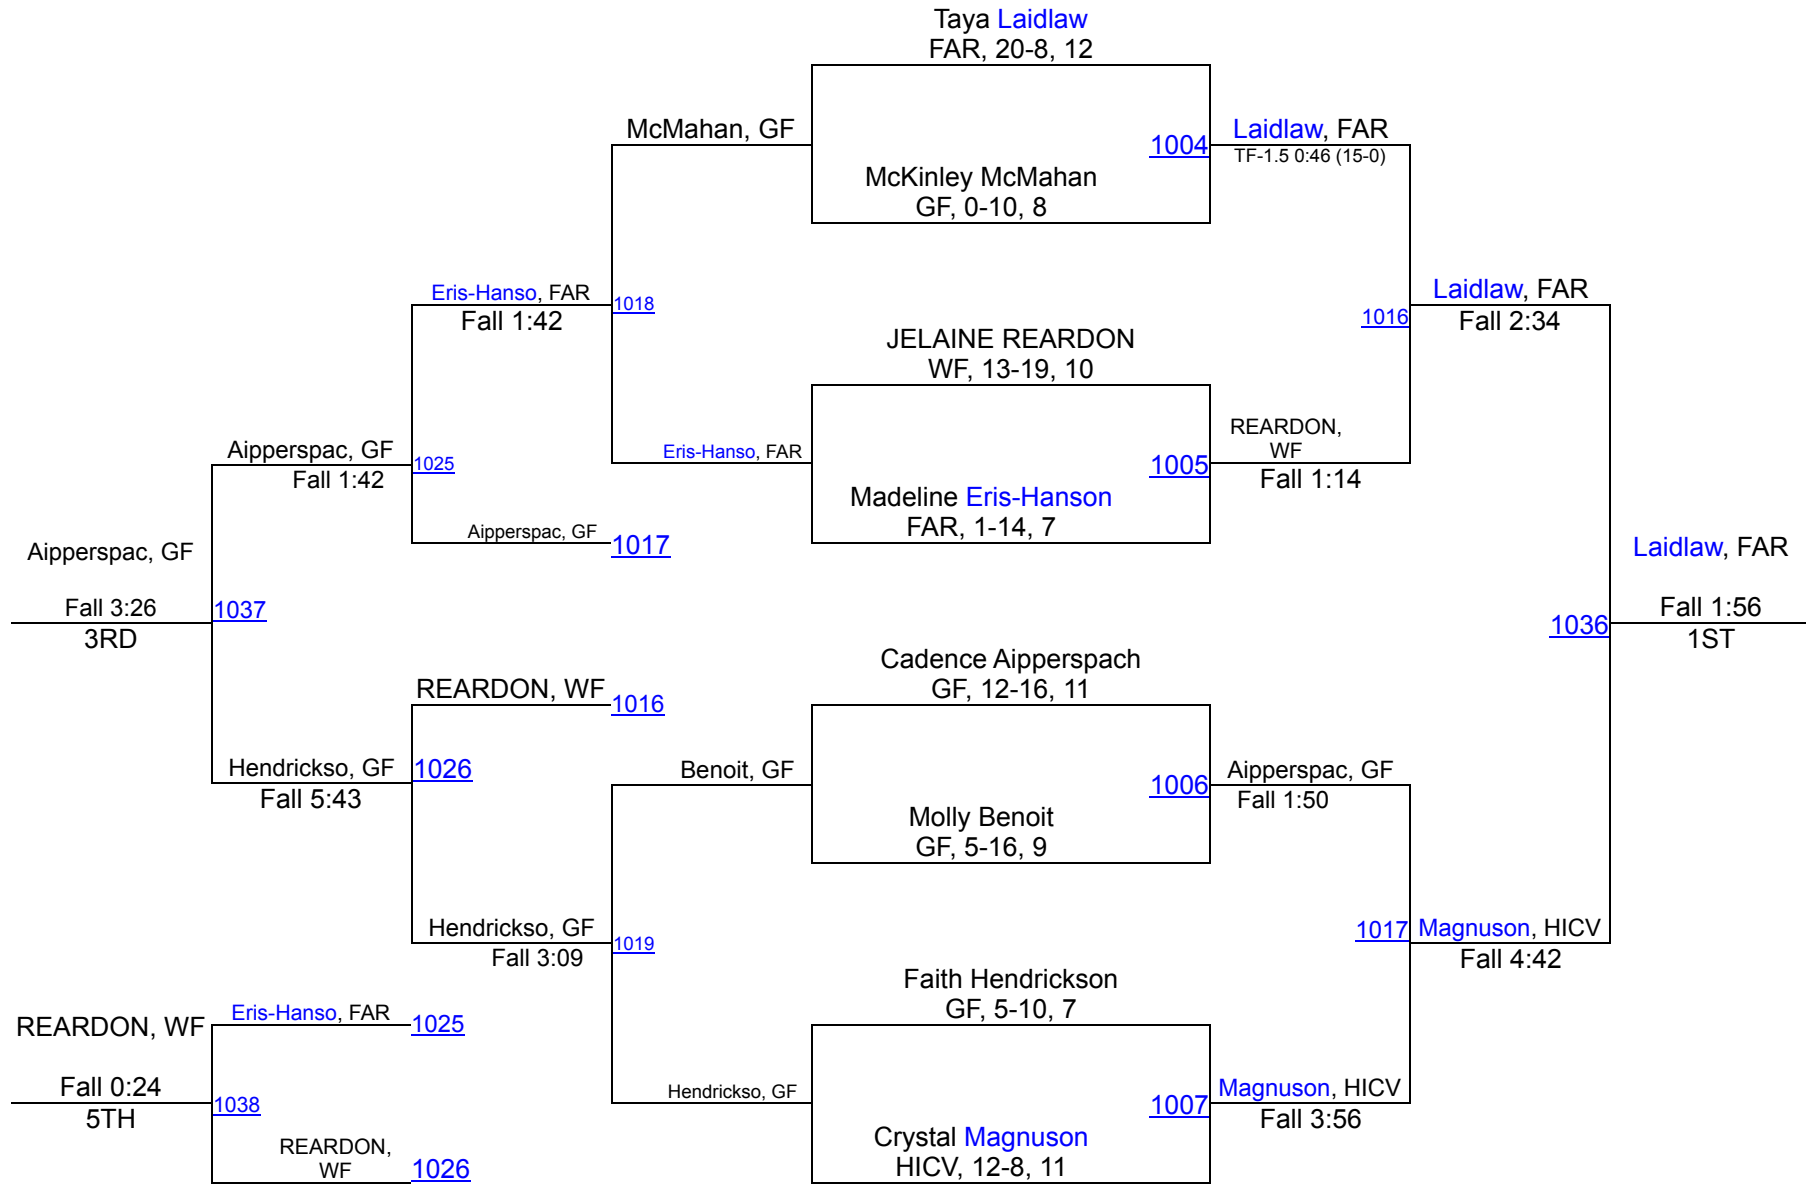 Taya Laidlaw
FAR, 20-8, 12
McMahan, GF
1004
Laidlaw, FAR
TF-1.5 0:46 (15-0)
McKinley McMahan
GF, 0-10, 8
Eris-Hanso, FAR
Fall 1:42
1018
1016
Laidlaw, FAR
Fall 2:34
JELAINE REARDON
WF, 13-19, 10
Aipperspac, GF
Fall 1:42
1025
Eris-Hanso, FAR
1005
REARDON,
WF
Fall 1:14
Madeline Eris-Hanson
FAR, 1-14, 7
Aipperspac, GF
1017
Aipperspac, GF
Fall 3:26
3RD
1037
Laidlaw, FAR
1036
Fall 1:56
1ST
Cadence Aipperspach
GF, 12-16, 11
REARDON, WF
1016
Hendrickso, GF
Fall 5:43
1026
Benoit, GF
1006
Aipperspac, GF
Fall 1:50
Molly Benoit
GF, 5-16, 9
Hendrickso, GF
Fall 3:09
1019
1017
Magnuson, HICV
Fall 4:42
Faith Hendrickson
GF, 5-10, 7
REARDON, WF
Eris-Hanso, FAR
1025
Fall 0:24
5TH
1038
Hendrickso, GF
1007
Magnuson, HICV
Fall 3:56
Crystal Magnuson
HICV, 12-8, 11
REARDON,
WF
1026